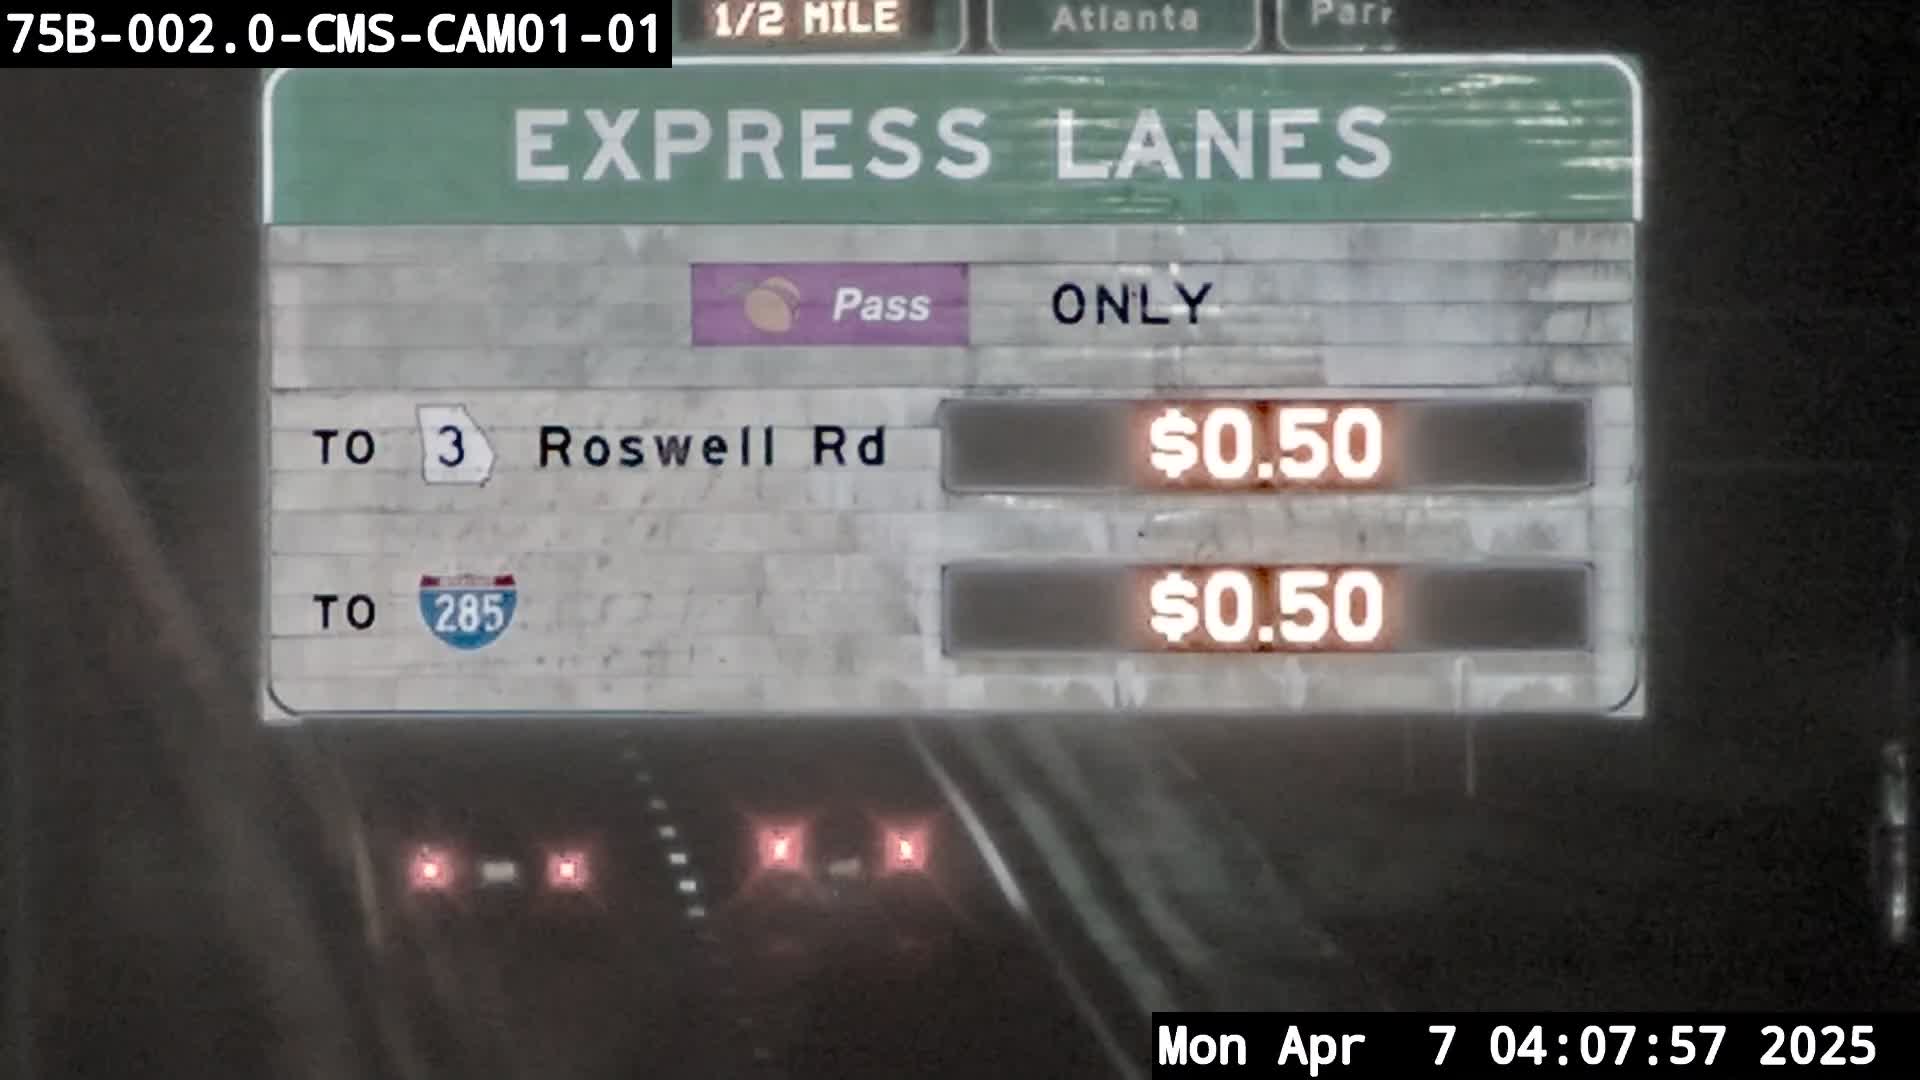 75B-002.0-CMS-CAM01-01
1/2 MILE
Atlanta
EXPRESS LANES
Pass ONLY
TO 3 Roswell Rd $0.50
TO 285 $0.50
Mon Apr 7 04:07:57 2025